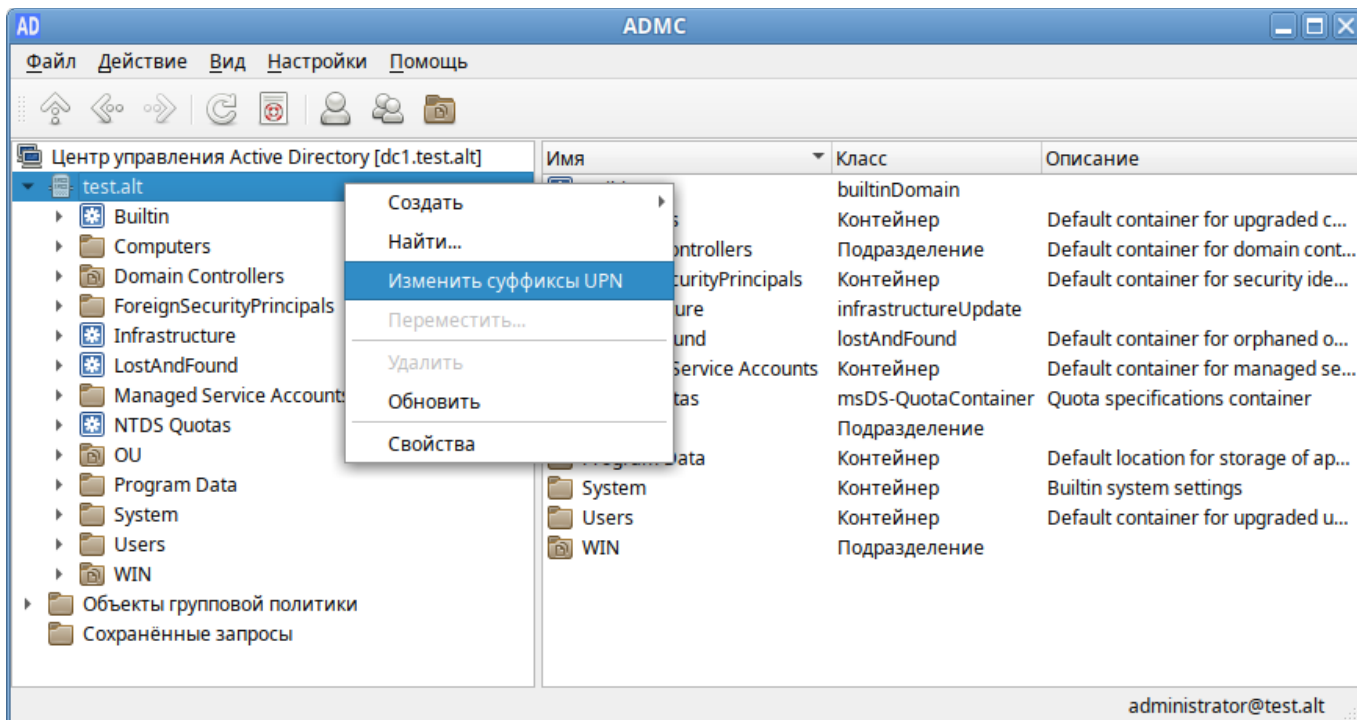 AD ADMC
Файл Действие Вид Настройки Помощь
Центр управления Active Directory [dc1.test.alt]
test.alt
Builtin
Computers
Domain Controllers
ForeignSecurityPrincipals
Infrastructure
LostAndFound
Managed Service Account
NTDS Quotas
OU
Program Data
System
Users
WIN
Объекты групповой политики
Сохранённые запросы
Создать
Найти...
Изменить суффиксы UPN
Переместить...
Удалить
Обновить
Свойства
Имя Класс Описание
builtinDomain
Контейнер Default container for upgraded c...
ontrollers Подразделение Default container for domain cont...
curityPrincipals Контейнер Default container for security ide...
ure infrastructureUpdate
und lostAndFound Default container for orphaned o...
Service Accounts Контейнер Default container for managed se...
tas msDS-QuotaContainer Quota specifications container
Подразделение
Data Контейнер Default location for storage of ap...
System Контейнер Builtin system settings
Users Контейнер Default container for upgraded u...
WIN Подразделение
administrator@test.alt